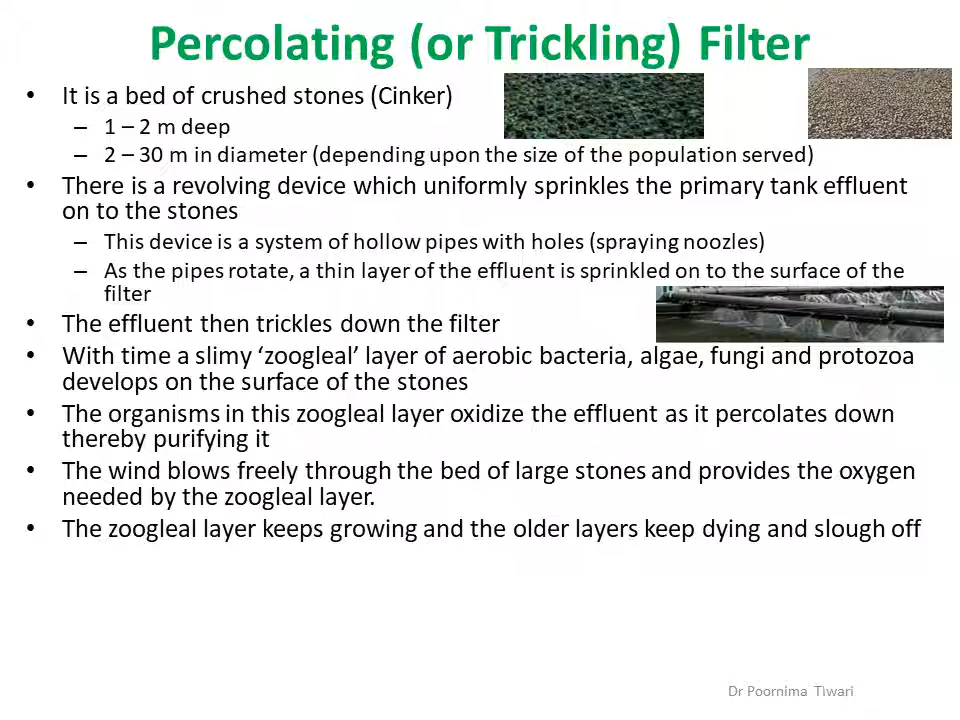 Percolating (or Trickling) Filter
• It is a bed of crushed stones (Cinker)
– 1 – 2 m deep
– 2 – 30 m in diameter (depending upon the size of the population served)
• There is a revolving device which uniformly sprinkles the primary tank effluent
on to the stones
– This device is a system of hollow pipes with holes (spraying noozles)
– As the pipes rotate, a thin layer of the effluent is sprinkled on to the surface of the
filter
• The effluent then trickles down the filter
• With time a slimy ‘zoogleal’ layer of aerobic bacteria, algae, fungi and protozoa
develops on the surface of the stones
• The organisms in this zoogleal layer oxidize the effluent as it percolates down
thereby purifying it
• The wind blows freely through the bed of large stones and provides the oxygen
needed by the zoogleal layer.
• The zoogleal layer keeps growing and the older layers keep dying and slough off
Dr Poornima Tiwari